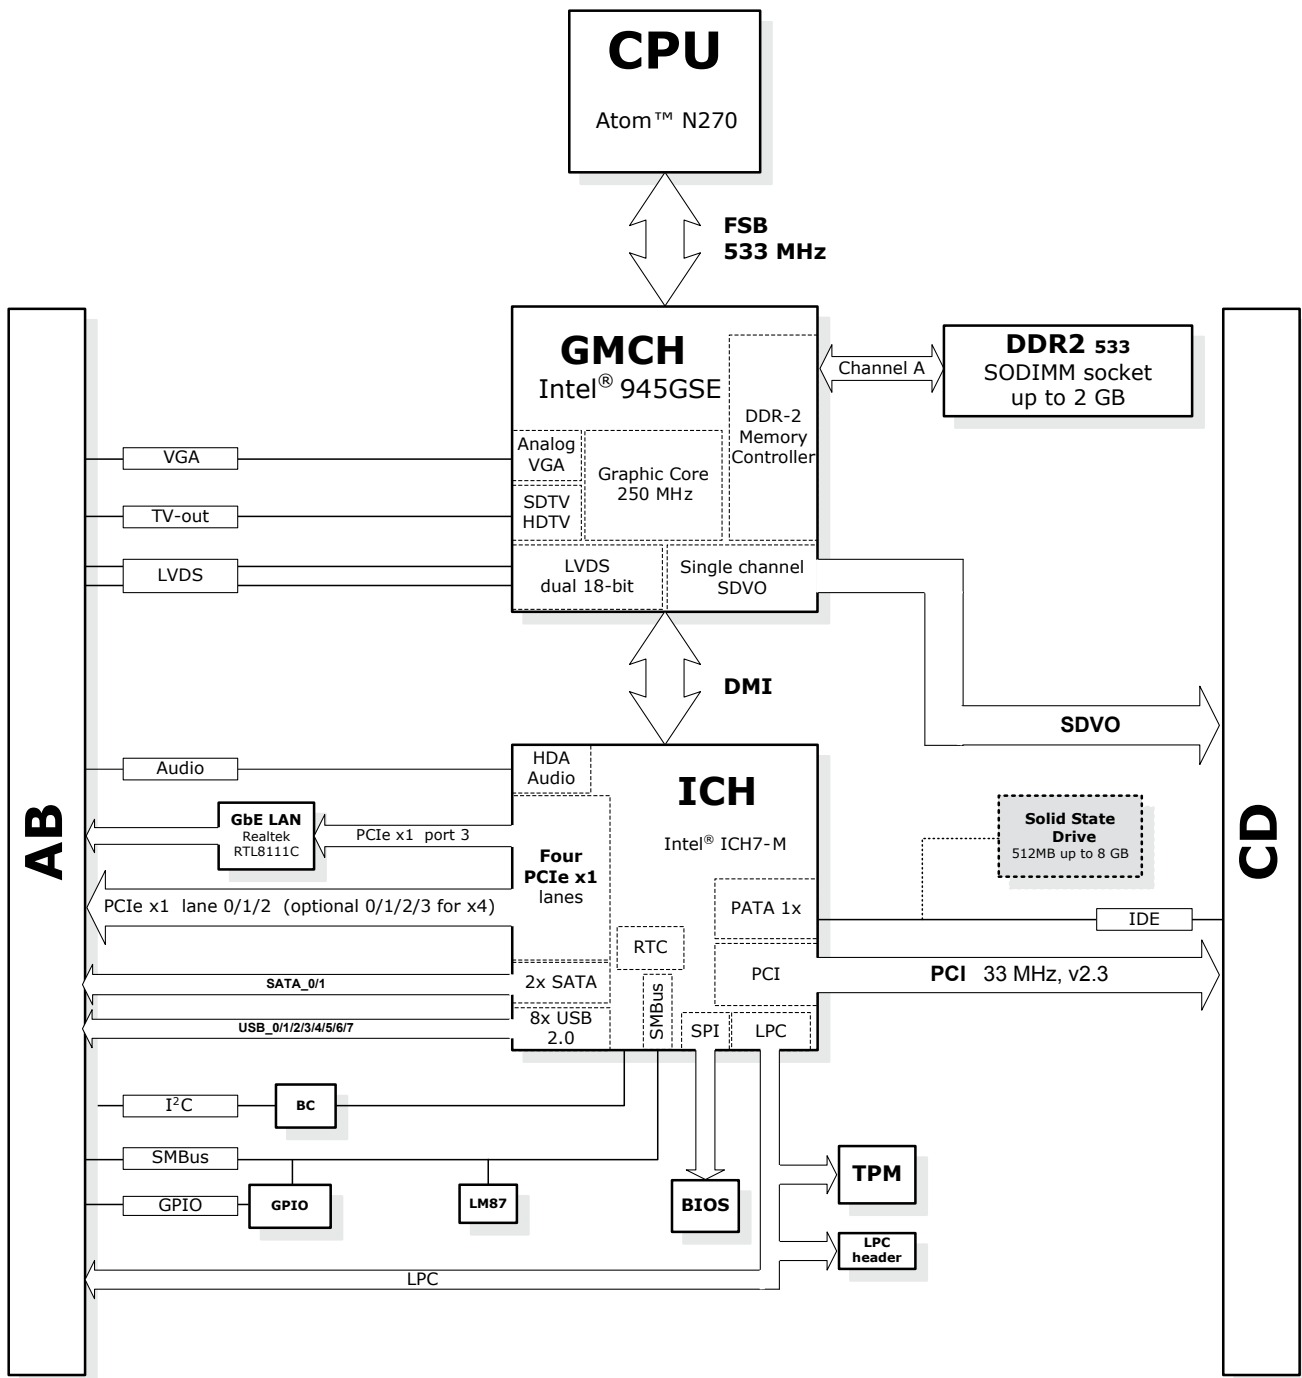 CPU
Atom™ N270
FSB
533 MHz
GMCH
Intel® 945GSE
DDR-2
Memory
Controller
Channel A
DDR2 533
SODIMM socket
up to 2 GB
Analog
VGA
Graphic Core
250 MHz
SDTV
HDTV
LVDS
dual 18-bit
Single channel
SDVO
VGA
TV-out
LVDS
DMI
SDVO
AB
CD
Audio
HDA
Audio
ICH
Intel® ICH7-M
GbE LAN
Realtek
RTL8111C
PCIe x1 port 3
Four
PCIe x1
lanes
PCIe x1 lane 0/1/2 (optional 0/1/2/3 for x4)
Solid State
Drive
512MB up to 8 GB
PATA 1x
IDE
RTC
PCI
PCI 33 MHz, v2.3
SATA_0/1
2x SATA
USB_0/1/2/3/4/5/6/7
8x USB
2.0
SMBus
SPI
LPC
I²C
BC
SMBus
GPIO
GPIO
LM87
BIOS
TPM
LPC
header
LPC